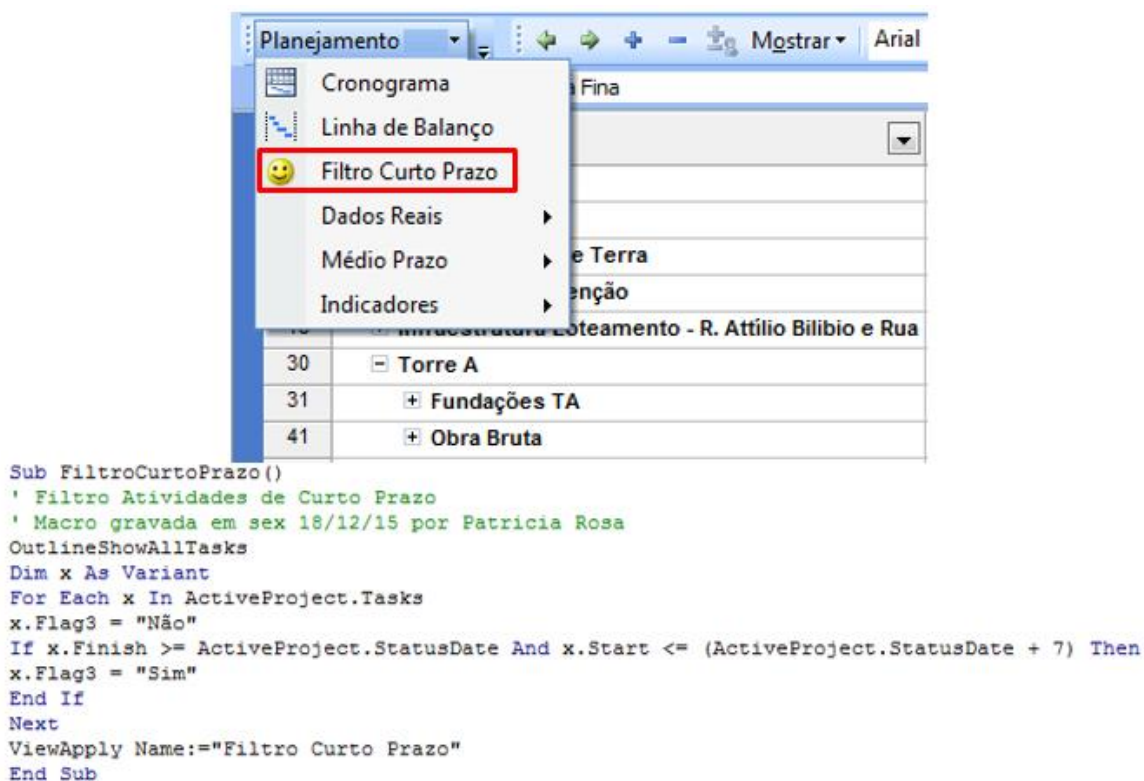 Planejamento Mostrar Arial
Cronograma Fina
Linha de Balanço
Filtro Curto Prazo
Dados Reais
Médio Prazo e Terra
Indicadores enção
Loteamento - R. Attílio Bilibio e Rua
30 Torre A
31 Fundações TA
41 Obra Bruta
Sub FiltroCurtoPrazo()
' Filtro Atividades de Curto Prazo
' Macro gravada em sex 18/12/15 por Patricia Rosa
OutlineShowAllTasks
Dim x As Variant
For Each x In ActiveProject.Tasks
x.Flag3 = "Não"
If x.Finish >= ActiveProject.StatusDate And x.Start <= (ActiveProject.StatusDate + 7) Then
x.Flag3 = "Sim"
End If
Next
ViewApply Name:="Filtro Curto Prazo"
End Sub